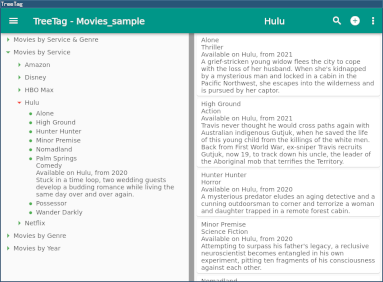 TreeTag
TreeTag - Movies_sample
Hulu
Movies by Service & Genre
Movies by Service
Amazon
Disney
HBO Max
Hulu
Alone
High Ground
Hunter Hunter
Minor Premise
Nomadland
Palm Springs
Comedy
Available on Hulu, from 2020
Stuck in a time loop, two wedding guests
develop a budding romance while living the
same day over and over again.
Possessor
Wander Darkly
Netflix
Movies by Genre
Movies by Year
Alone
Thriller
Available on Hulu, from 2021
A grief-stricken young widow flees the city to cope
with the loss of her husband. When she's kidnapped
by a mysterious man and locked in a cabin in the
Pacific Northwest, she escapes into the wilderness and
is pursued by her captor.
High Ground
Action
Available on Hulu, from 2021
Travis never thought he would cross paths again with
Australian indigenous Gutjuk, when he saved the life
of this young child from the killings of the white men.
Back from First World War, ex-sniper Travis recruits
Gutjuk, now 19, to track down his uncle, the leader of
the Aboriginal mob that terrifies the Territory.
Hunter Hunter
Horror
Available on Hulu, from 2020
A mysterious predator eludes an aging detective and a
cunning outdoorsman to corner and terrorize a woman
and daughter trapped in a remote forest cabin.
Minor Premise
Science Fiction
Available on Hulu, from 2020
Attempting to surpass his father's legacy, a reclusive
neuroscientist becomes entangled in his own
experiment, pitting ten fragments of his consciousness
against each other.
Nomadland